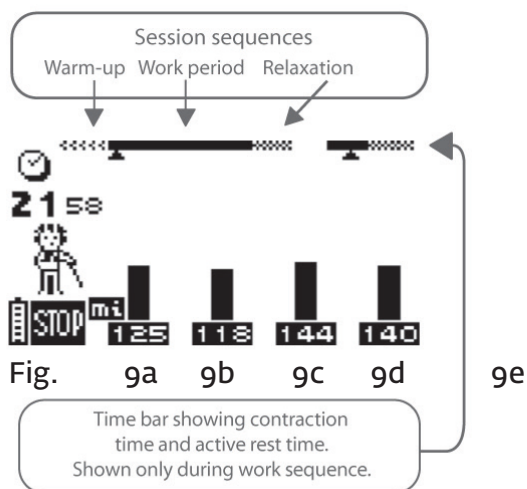 Session sequences
Warm-up Work period Relaxation
21 58
STOP mi 125 118 144 140
Fig. 9a 9b 9c 9d 9e
Time bar showing contraction
time and active rest time.
Shown only during work sequence.